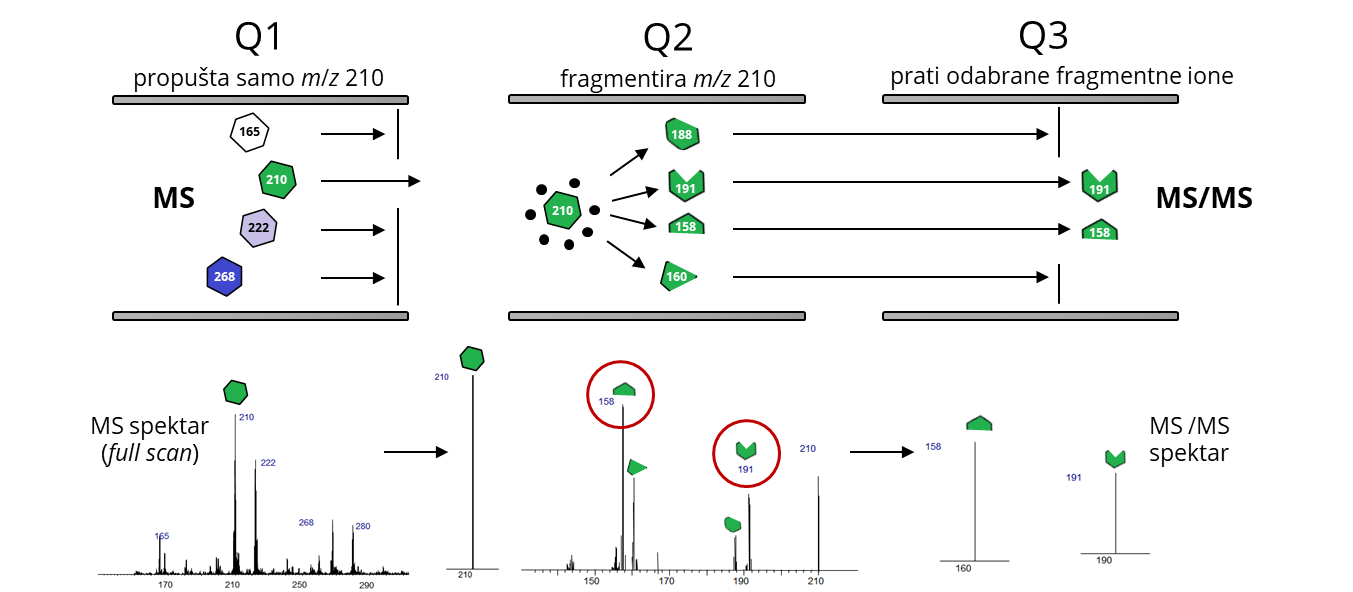 Q1
propušta samo m/z 210
Q2
fragmentira m/z 210
Q3
prati odabrane fragmentne ione
MS
165
210
222
268
210
188
191
158
160
191
158
MS/MS
MS spektar
(full scan)
165
210
222
268
280
170
210
250
290
210
210
158
191
210
150
170
190
210
158
160
191
190
MS /MS
spektar